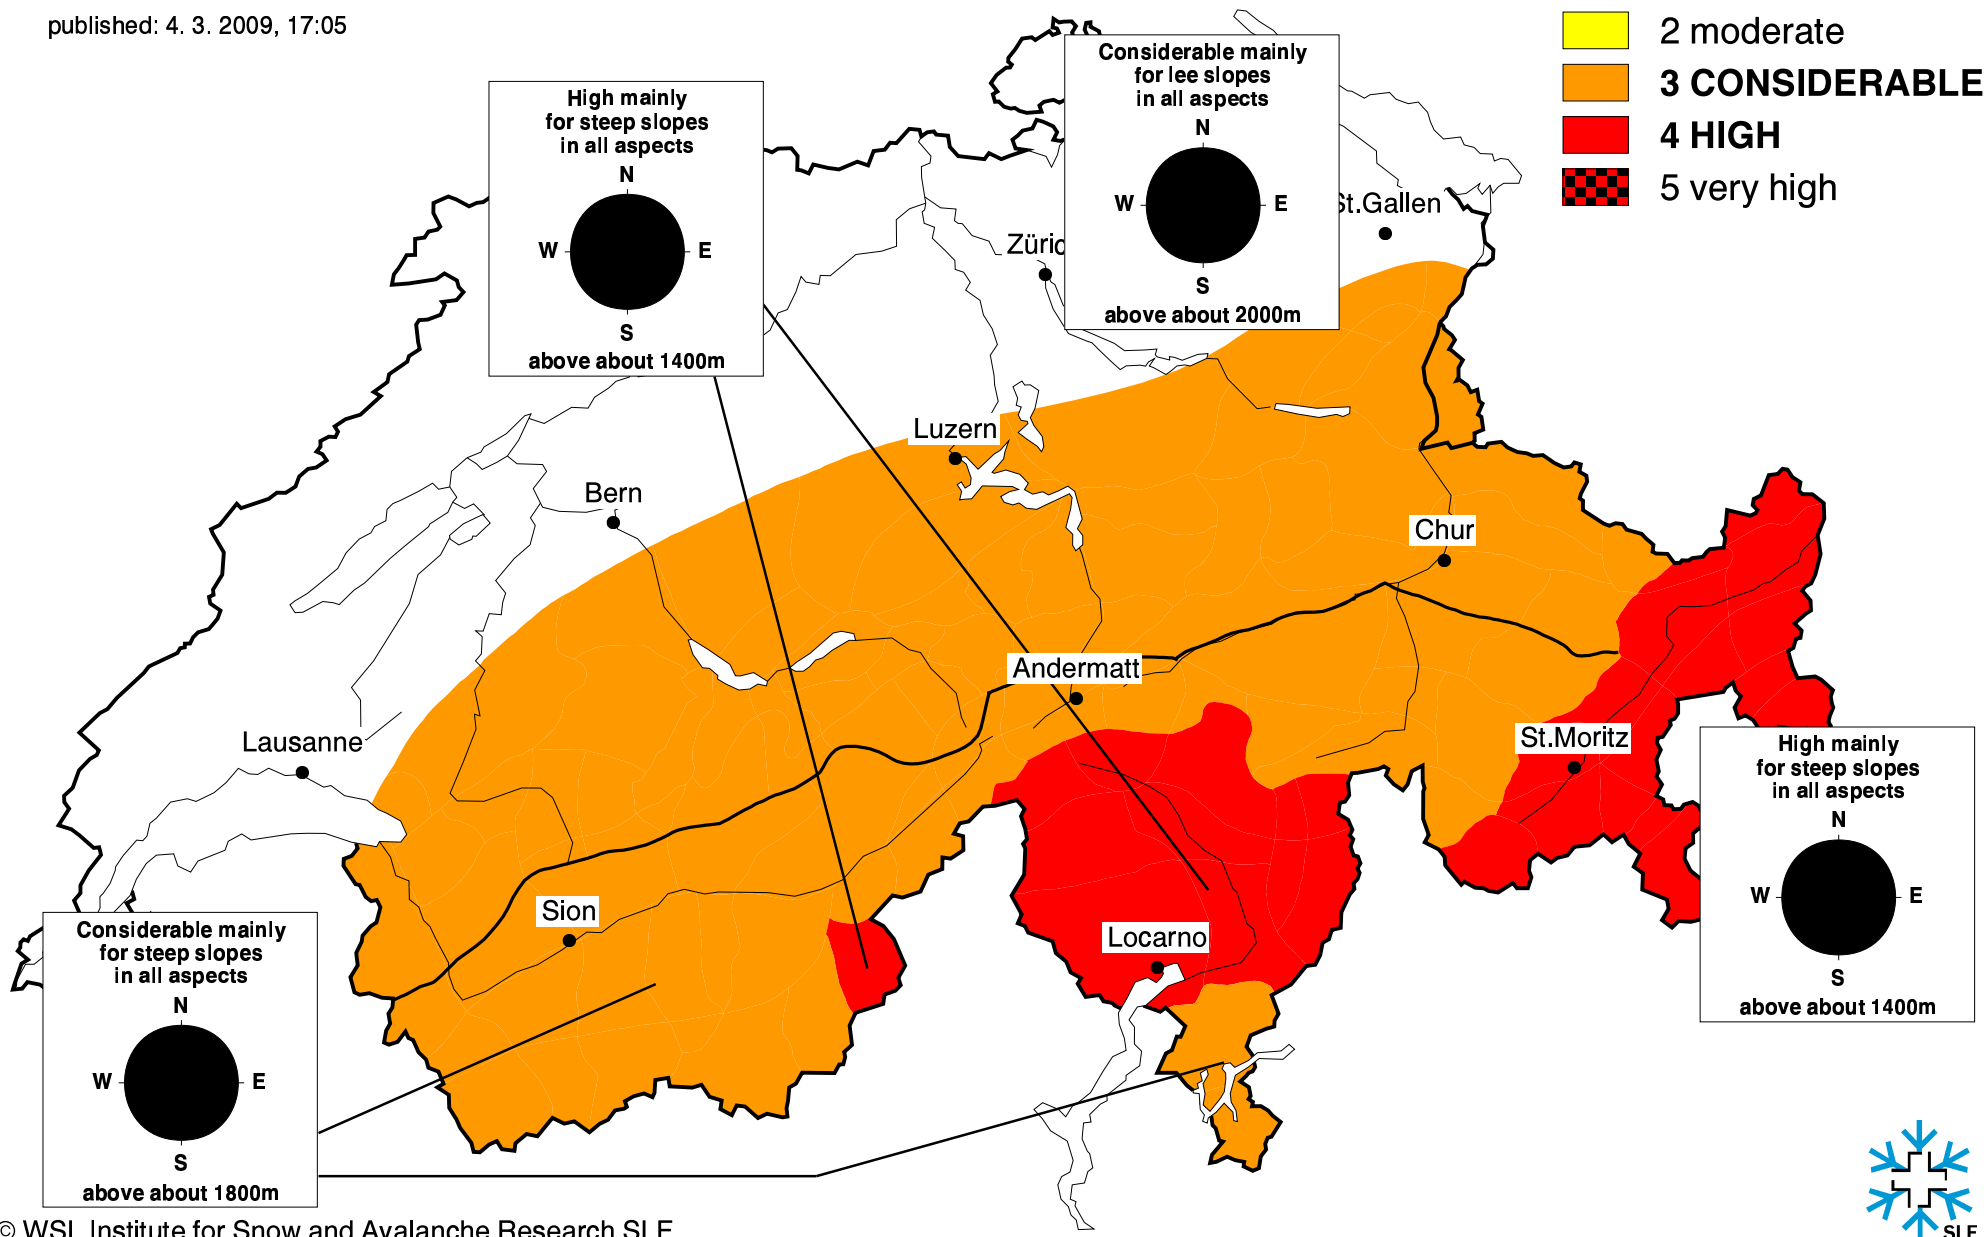 published: 4. 3. 2009, 17:05
2 moderate
3 CONSIDERABLE
4 HIGH
5 very high
High mainly
for steep slopes
in all aspects
N
W
E
S
above about 1400m
Considerable mainly
for lee slopes
in all aspects
N
W
E
S
above about 2000m
St.Gallen
Züric
Luzern
Bern
Chur
Andermatt
Lausanne
St.Moritz
Sion
Locarno
High mainly
for steep slopes
in all aspects
N
W
E
S
above about 1400m
Considerable mainly
for steep slopes
in all aspects
N
W
E
S
above about 1800m
© WSL Institute for Snow and Avalanche Research SLF
SLF